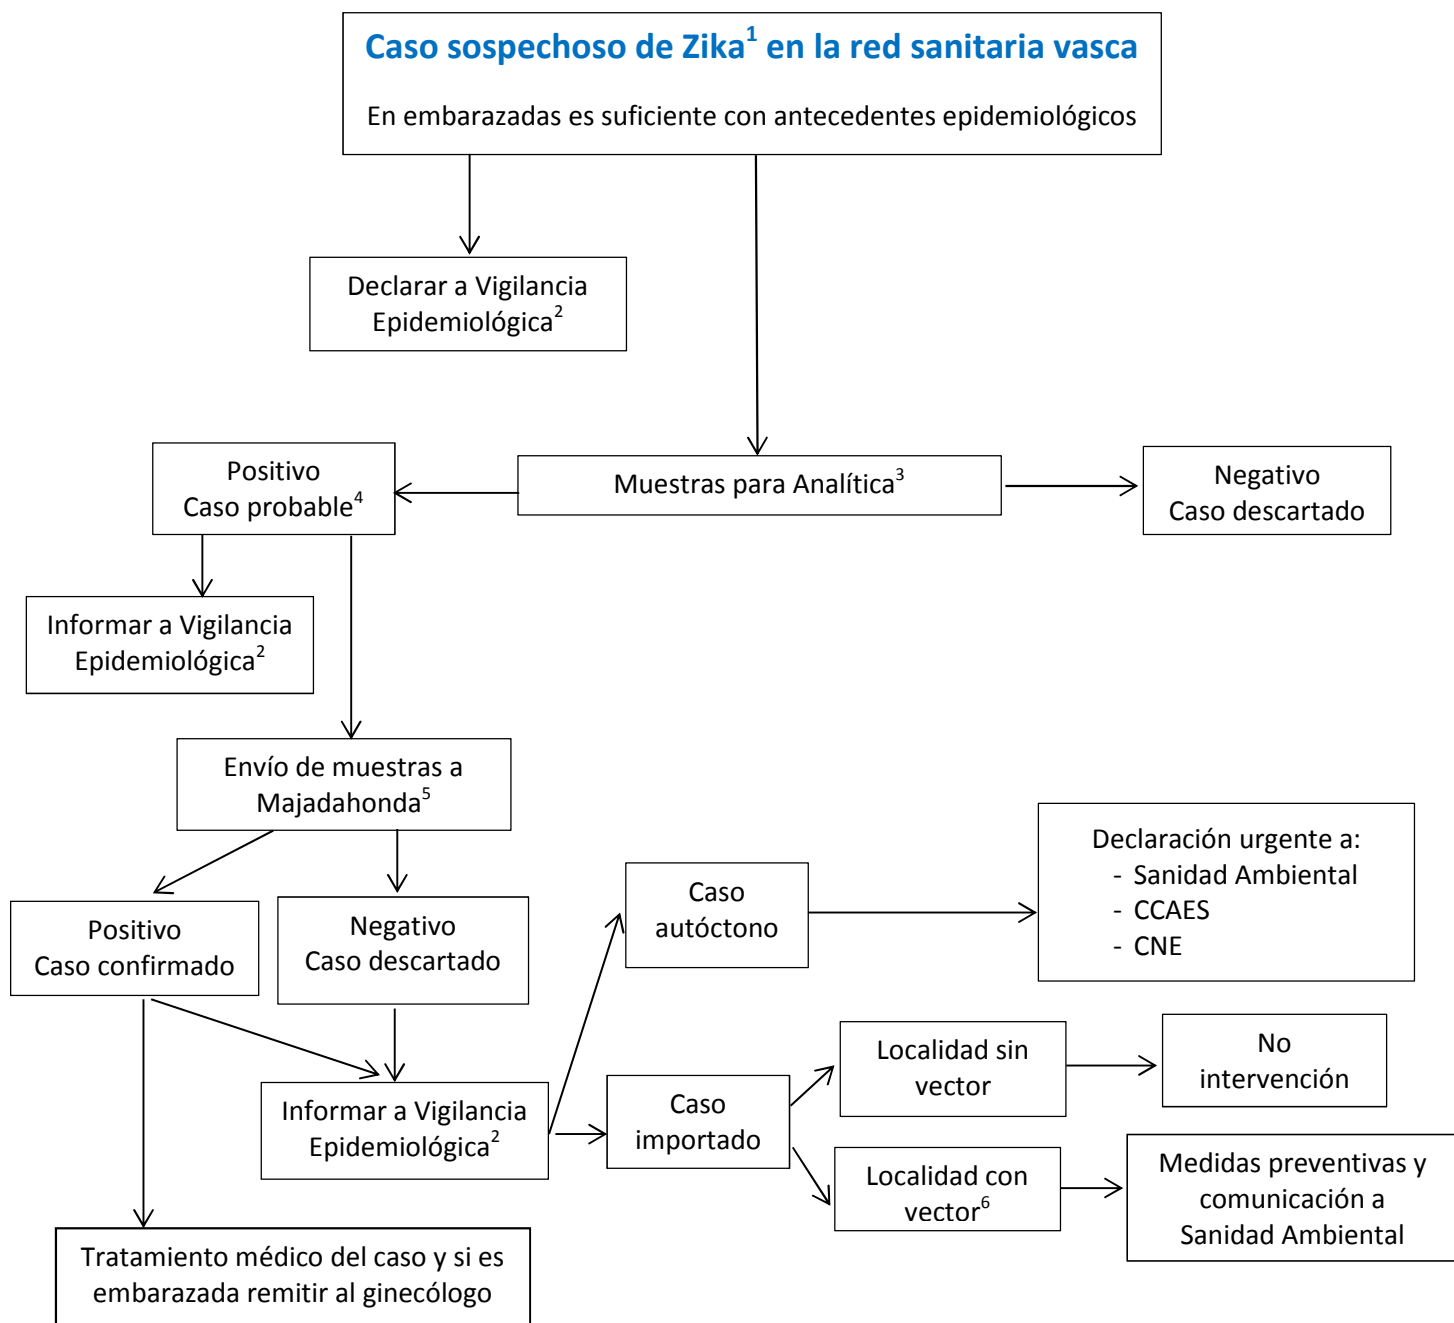 Caso sospechoso de Zika1 en la red sanitaria vasca
En embarazadas es suficiente con antecedentes epidemiológicos
Declarar a Vigilancia
Epidemiológica2
Positivo
Caso probable4
Muestras para Analítica3
Negativo
Caso descartado
Informar a Vigilancia
Epidemiológica2
Envío de muestras a
Majadahonda5
Positivo
Caso confirmado
Negativo
Caso descartado
Caso
autóctono
Declaración urgente a:
- Sanidad Ambiental
- CCAES
- CNE
Informar a Vigilancia
Epidemiológica2
Caso
importado
Localidad sin
vector
No
intervención
Localidad con
vector6
Medidas preventivas y
comunicación a
Sanidad Ambiental
Tratamiento médico del caso y si es
embarazada remitir al ginecólogo